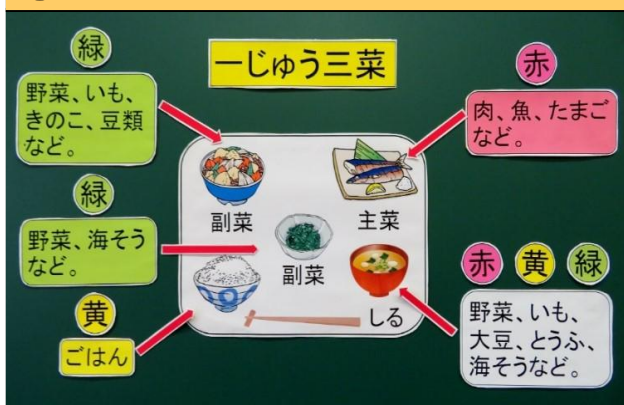 一じゅう三菜
緑
野菜、いも、
きのこ、豆類
など。
緑
野菜、海そう
など。
黄
ごはん
副菜
主菜
副菜
しる
赤
肉、魚、たまご
など。
赤 黄 緑
野菜、いも、
大豆、とうふ、
海そうなど。